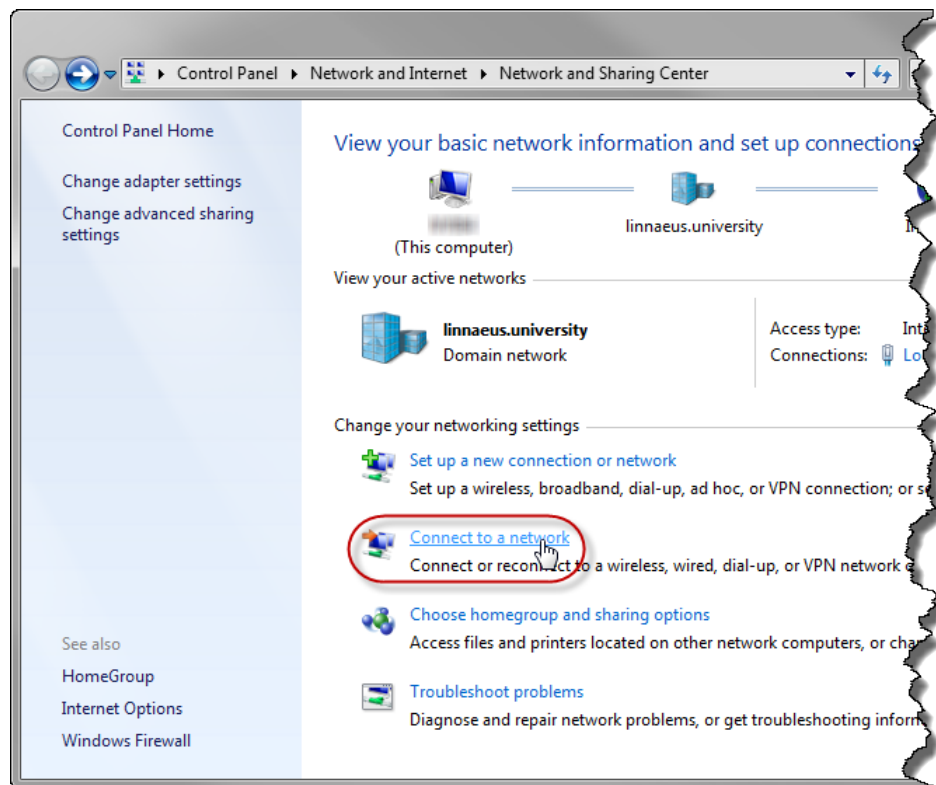 Control Panel ▸ Network and Internet ▸ Network and Sharing Center
Control Panel Home
Change adapter settings
Change advanced sharing
settings
See also
HomeGroup
Internet Options
Windows Firewall
View your basic network information and set up connections
(This computer)
linnaeus.university
View your active networks
linnaeus.university
Domain network
Access type:
Connections:
Change your networking settings
Set up a new connection or network
Set up a wireless, broadband, dial-up, ad hoc, or VPN connection; or
Connect to a network
Connect or reconnect to a wireless, wired, dial-up, or VPN network
Choose homegroup and sharing options
Access files and printers located on other network computers, or
Troubleshoot problems
Diagnose and repair network problems, or get troubleshooting